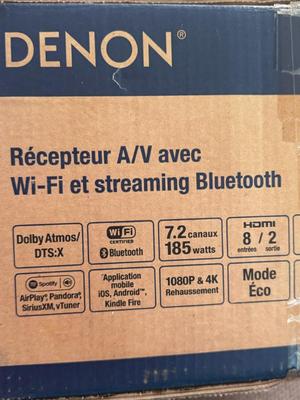 DENON®
Récepteur A/V avec
Wi-Fi et streaming Bluetooth
Dolby Atmos/
DTS:X
Wi Fi
CERTIFIED
Bluetooth
7.2 canaux
185 watts
HDMI
8 / 2
entrées sortie
Spotify
AirPlay®, Pandora®,
SiriusXM, vTuner
Application
mobile
iOS, Android™,
Kindle Fire
1080P & 4K
Rehaussement
Mode
Éco